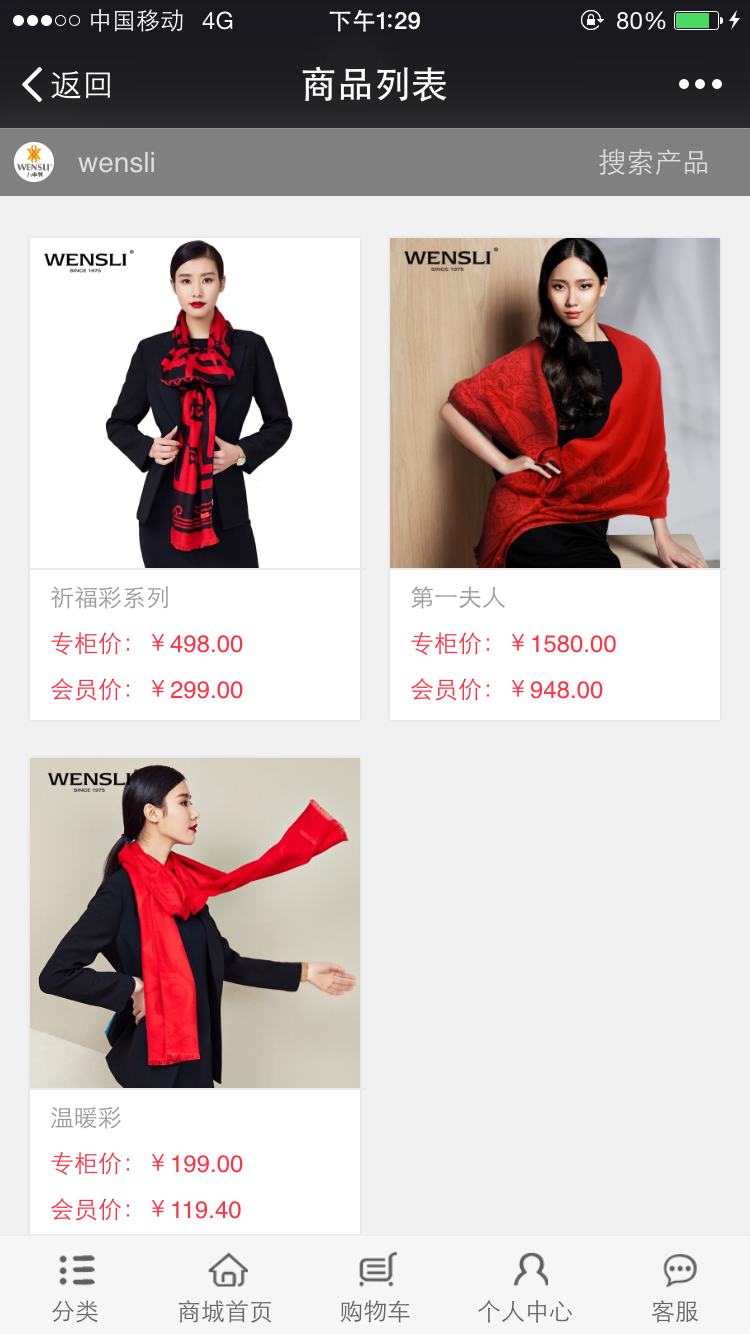 中国移动 4G 下午1:29 80%
返回 商品列表
WENSLI wensli 搜索产品
WENSLI®
SINCE 1975
WENSLI®
SINCE 1975
祈福彩系列
专柜价：￥498.00
会员价：￥299.00
第一夫人
专柜价：￥1580.00
会员价：￥948.00
WENSLI
SINCE 1975
温暖彩
专柜价：￥199.00
会员价：￥119.40
分类 商城首页 购物车 个人中心 客服